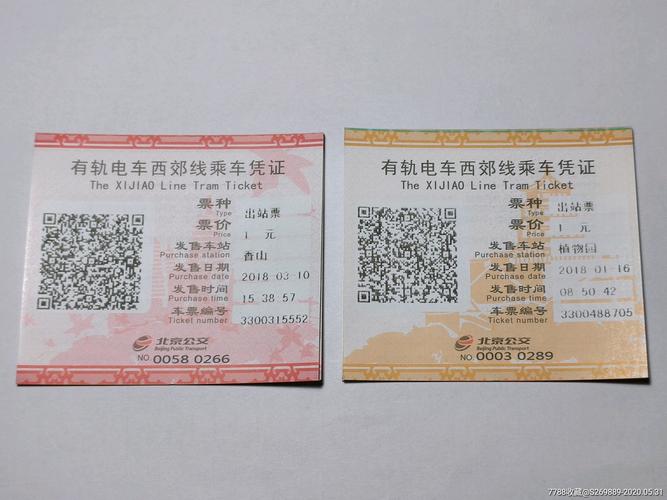 有轨电车西郊线乘车凭证
The XIJIAO Line Tram Ticket
票种 出站票
Type
票价 1 元
Price
发售车站 香山
Purchase station
发售日期 2018-03-10
Purchase date
发售时间 15 38 57
Purchase time
车票编号 3300315552
Ticket number
北京公交
Beijing Public Transport
NO. 0058 0266
有轨电车西郊线乘车凭证
The XIJIAO Line Tram Ticket
票种 出站票
Type
票价 1 元
Price
发售车站 植物园
Purchase station
发售日期 2018-01-16
Purchase date
发售时间 08 50 42
Purchase time
车票编号 3300488705
Ticket number
北京公交
Beijing Public Transport
NO. 0003 0289
7788收藏@S269889-2020.05.31